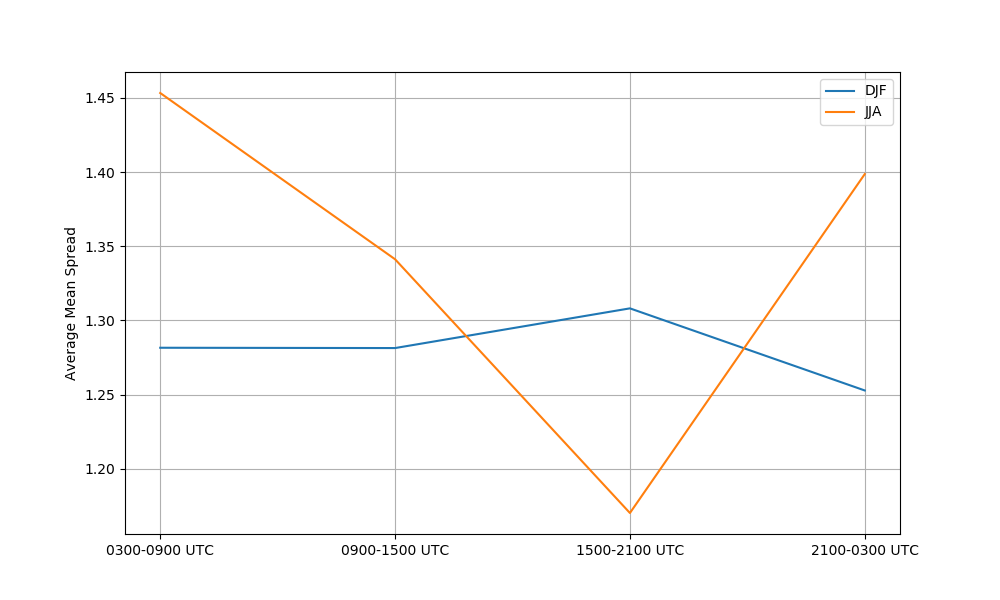 DJF
JJA
Average Mean Spread
1.45
1.40
1.35
1.30
1.25
1.20
0300-0900 UTC
0900-1500 UTC
1500-2100 UTC
2100-0300 UTC